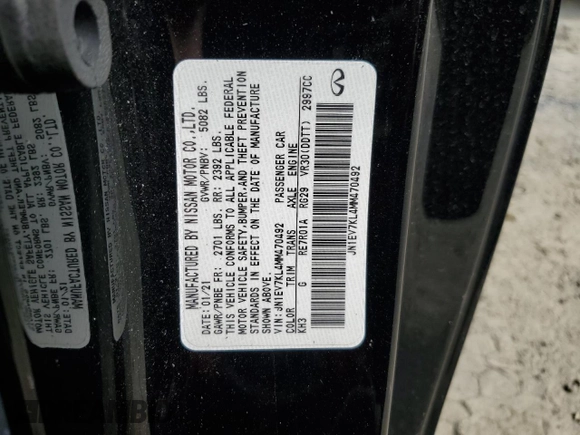 MANUFACTURED BY NISSAN MOTOR CO.,LTD.
DATE: 01/21 GVWR/PNBV: 5082 LBS.
GAWR/PNBE FR: 2701 LBS. RR: 2392 LBS.
THIS VEHICLE CONFORMS TO ALL APPLICABLE FEDERAL
MOTOR VEHICLE SAFETY,BUMPER,AND THEFT PREVENTION
STANDARDS IN EFFECT ON THE DATE OF MANUFACTURE
SHOWN ABOVE.
VIN: JN1EV7KL4MM470492 PASSENGER CAR
COLOR TRIM TRANS AXLE ENGINE
KH3 G RE7R01A RG29 VR30(DDTT) 2997CC
JN1EV7KL4MM470492